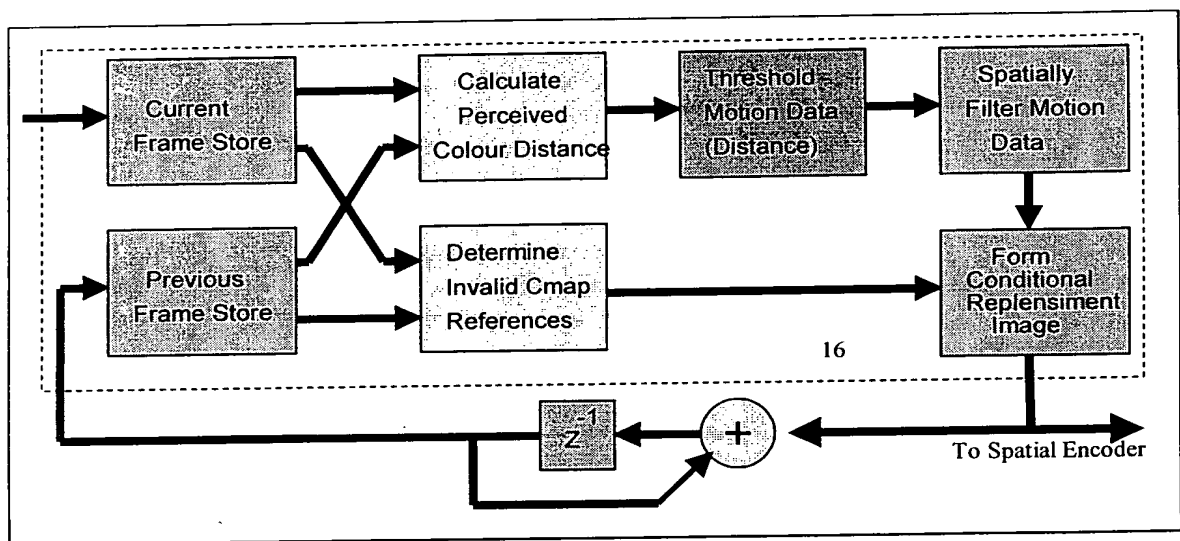 Current
Frame Store
Calculate
Perceived
Colour Distance
Threshold
Motion Data
(Distance)
Spatially
Filter Motion
Data
Previous
Frame Store
Determine
Invalid Cmap
References
Form
Conditional
Replensiment
Image
16
z-1
+
To Spatial Encoder